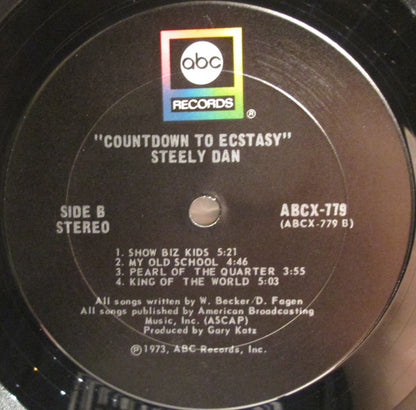 abc
RECORDS
®
"COUNTDOWN TO ECSTASY"
STEELY DAN
SIDE B
STEREO
ABCX-779
(ABCX-779 B)
1. SHOW BIZ KIDS 5:21
2. MY OLD SCHOOL 4:46
3. PEARL OF THE QUARTER 3:55
4. KING OF THE WORLD 5:03
All songs written by W. Becker/D. Fagen
All songs published by American Broadcasting
Music, Inc. (ASCAP)
Produced by Gary Katz
Ⓟ1973, ABC Records, Inc.